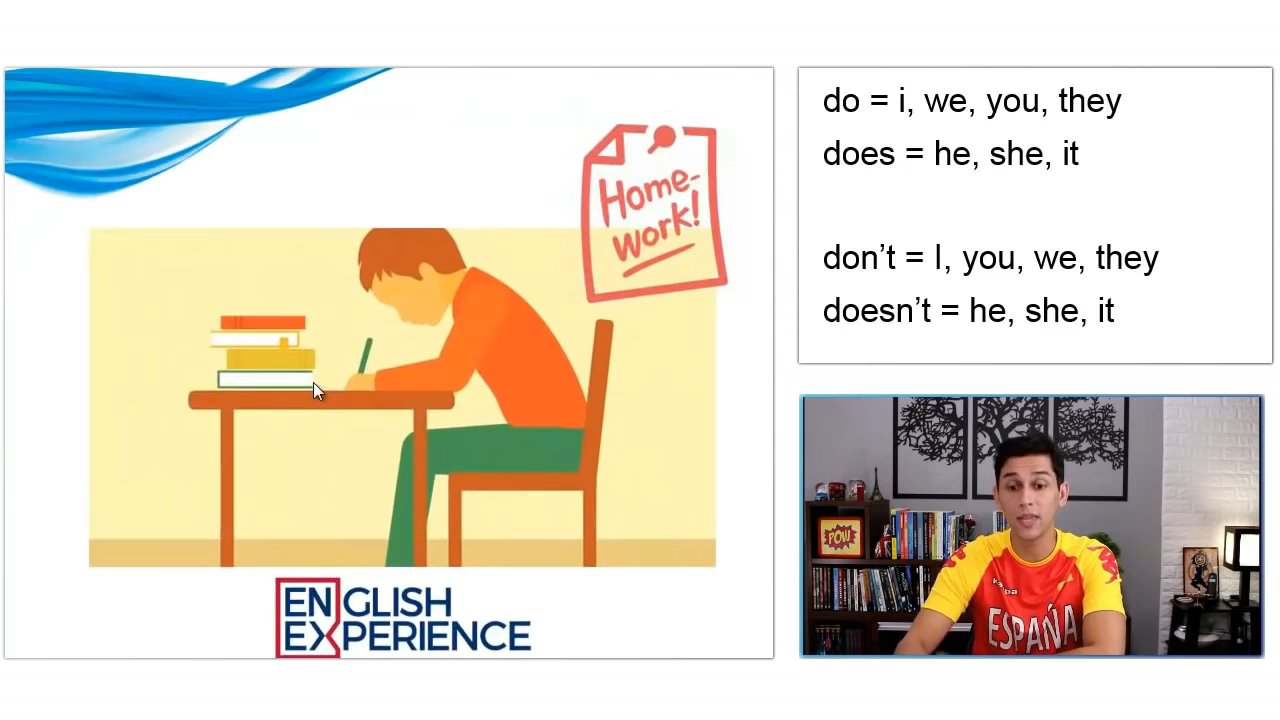 Home-
work!
ENGLISH
EXPERIENCE
do = i, we, you, they
does = he, she, it
don’t = I, you, we, they
doesn’t = he, she, it
POW
ESPAÑA